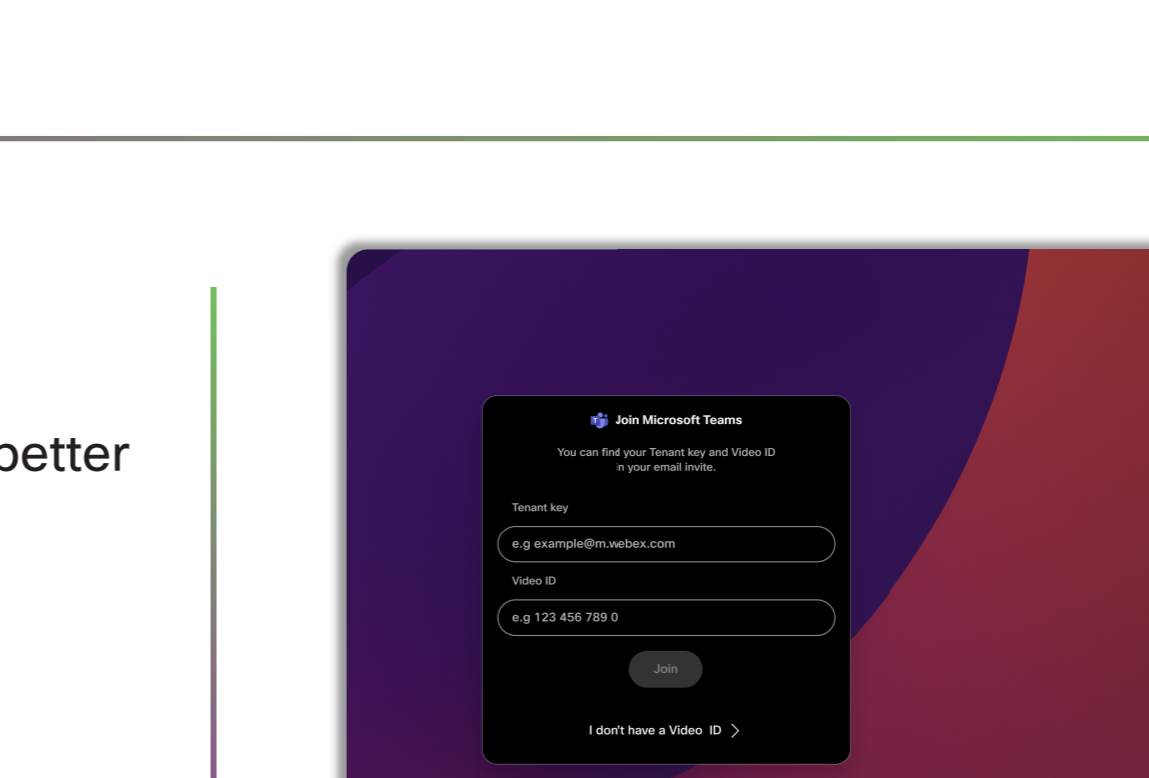 Join Microsoft Teams
You can find your Tenant key and Video ID
in your email invite.
better
Tenant key
e.g example@m.webex.com
Video ID
e.g 123 456 789 0
Join
I don't have a Video ID